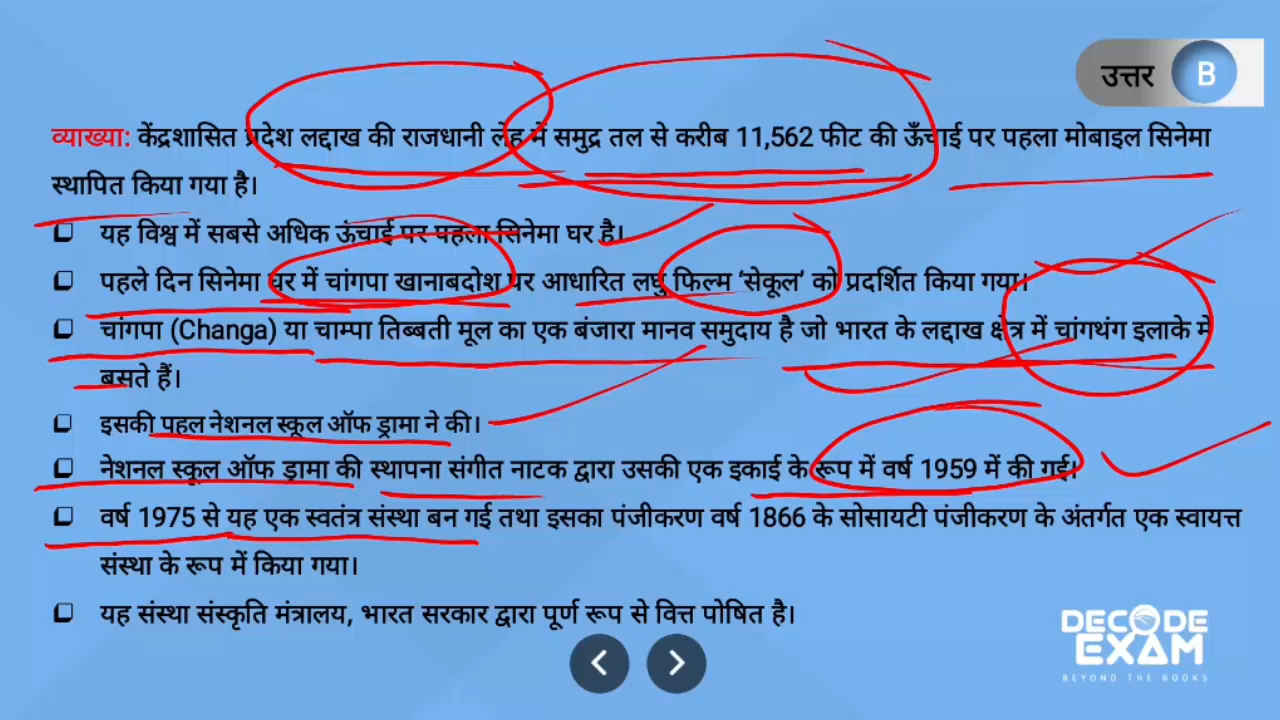 उत्तर B
व्याख्या: केंद्रशासित प्रदेश लद्दाख की राजधानी लेह में समुद्र तल से करीब 11,562 फीट की ऊँचाई पर पहला मोबाइल सिनेमा
स्थापित किया गया है।
❑ यह विश्व में सबसे अधिक ऊंचाई पर पहला सिनेमा घर है।
❑ पहले दिन सिनेमा घर में चांगपा खानाबदोश पर आधारित लघु फिल्म ‘सेकूल’ को प्रदर्शित किया गया।
❑ चांगपा (Changa) या चाम्पा तिब्बती मूल का एक बंजारा मानव समुदाय है जो भारत के लद्दाख क्षेत्र में चांगथंग इलाके में
बसते हैं।
❑ इसकी पहल नेशनल स्कूल ऑफ ड्रामा ने की।
❑ नेशनल स्कूल ऑफ ड्रामा की स्थापना संगीत नाटक द्वारा उसकी एक इकाई के रूप में वर्ष 1959 में की गई।
❑ वर्ष 1975 से यह एक स्वतंत्र संस्था बन गई तथा इसका पंजीकरण वर्ष 1866 के सोसायटी पंजीकरण के अंतर्गत एक स्वायत्त
संस्था के रूप में किया गया।
❑ यह संस्था संस्कृति मंत्रालय, भारत सरकार द्वारा पूर्ण रूप से वित्त पोषित है।
DECODE
EXAM
BEYOND THE BOOKS